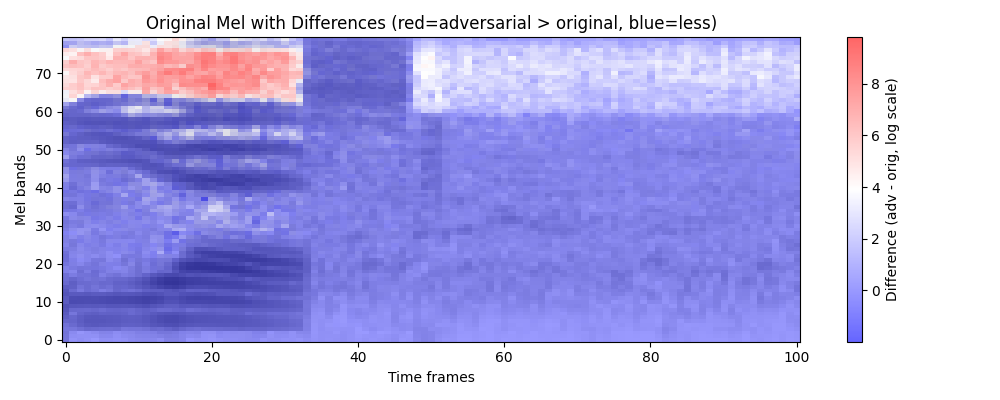 Original Mel with Differences (red=adversarial > original, blue=less)
70
60
50
40
30
20
10
0
Mel bands
0 20 40 60 80 100
Time frames
8
6
4
2
0
Difference (adv - orig, log scale)